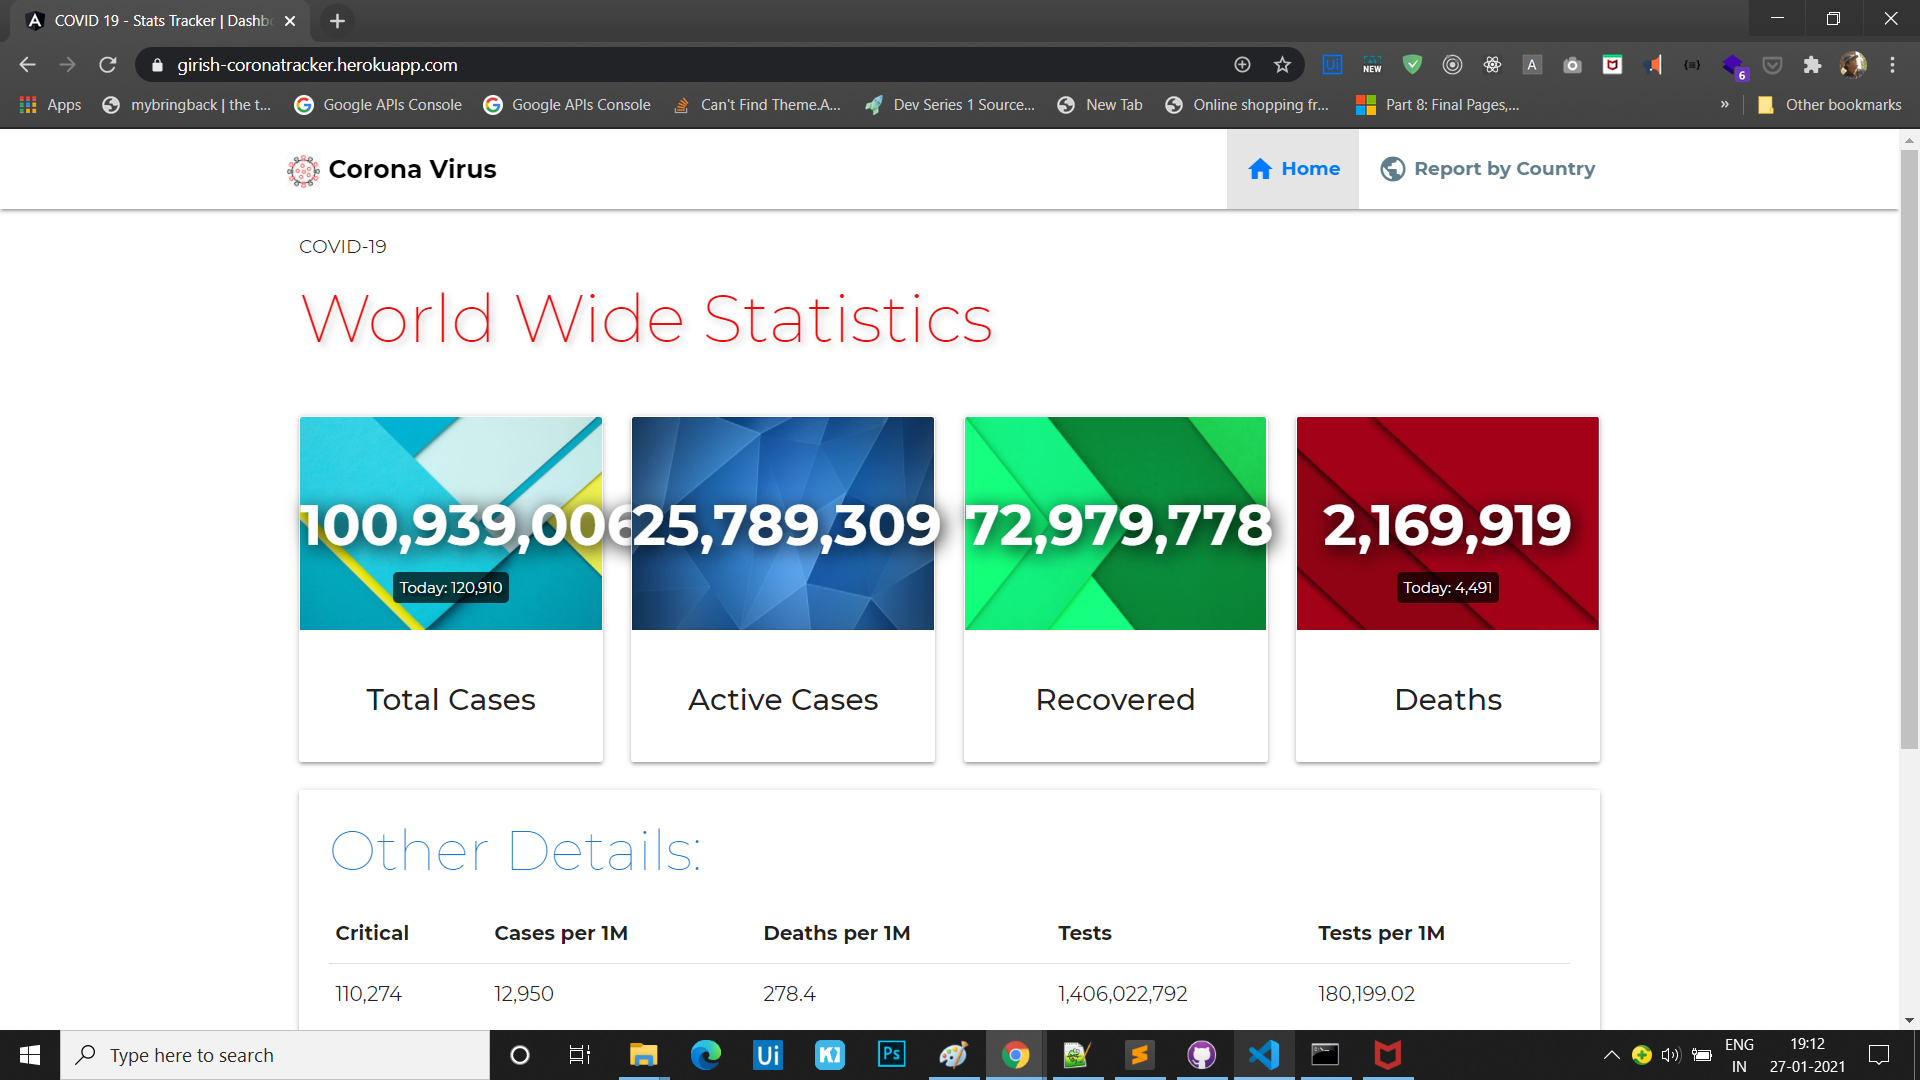 COVID 19 - Stats Tracker | Dashb
girish-coronatracker.herokuapp.com
Ui
NEW
A
6
Apps
mybringback | the t...
Google APIs Console
Google APIs Console
Can't Find Theme.A...
Dev Series 1 Source...
New Tab
Online shopping fr...
Part 8: Final Pages,...
»
Other bookmarks
Corona Virus
Home
Report by Country
COVID-19
World Wide Statistics
100,939,006
25,789,309
72,979,778
2,169,919
Today: 120,910
Today: 4,491
Total Cases
Active Cases
Recovered
Deaths
Other Details:
Critical
Cases per 1M
Deaths per 1M
Tests
Tests per 1M
110,274
12,950
278.4
1,406,022,792
180,199.02
Type here to search
Ui
Ps
ENG
IN
19:12
27-01-2021